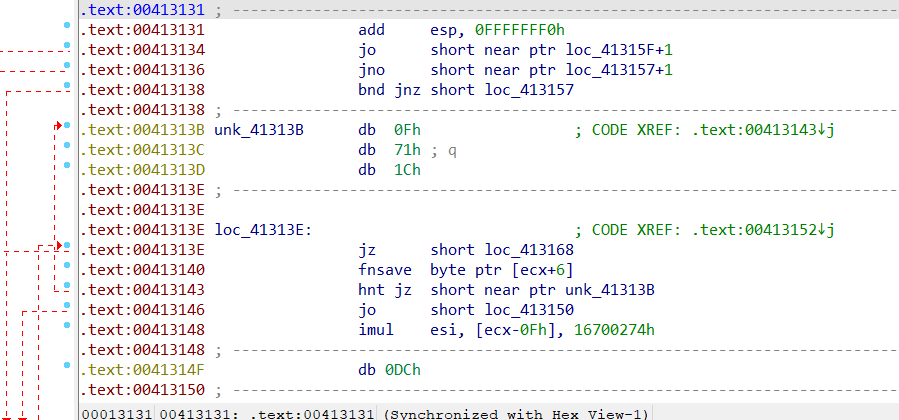 .text:00413131 ; ---------------------------------------------------------------------------
.text:00413131                 add     esp, 0FFFFFFF0h
.text:00413134                 jo      short near ptr loc_41315F+1
.text:00413136                 jno     short near ptr loc_413157+1
.text:00413138                 bnd jnz short loc_413157
.text:00413138 ; ---------------------------------------------------------------------------
.text:0041313B unk_41313B      db  0Fh                 ; CODE XREF: .text:00413143↓j
.text:0041313C                 db  71h ; q
.text:0041313D                 db  1Ch
.text:0041313E ; ---------------------------------------------------------------------------
.text:0041313E
.text:0041313E loc_41313E:                             ; CODE XREF: .text:00413152↓j
.text:0041313E                 jz      short loc_413168
.text:00413140                 fnsave  byte ptr [ecx+6]
.text:00413143                 hnt jz  short near ptr unk_41313B
.text:00413146                 jo      short loc_413150
.text:00413148                 imul    esi, [ecx-0Fh], 16700274h
.text:00413148 ; ---------------------------------------------------------------------------
.text:0041314F                 db 0DCh
.text:00413150 ; ---------------------------------------------------------------------------
00013131 00413131: .text:00413131 (Synchronized with Hex View-1)